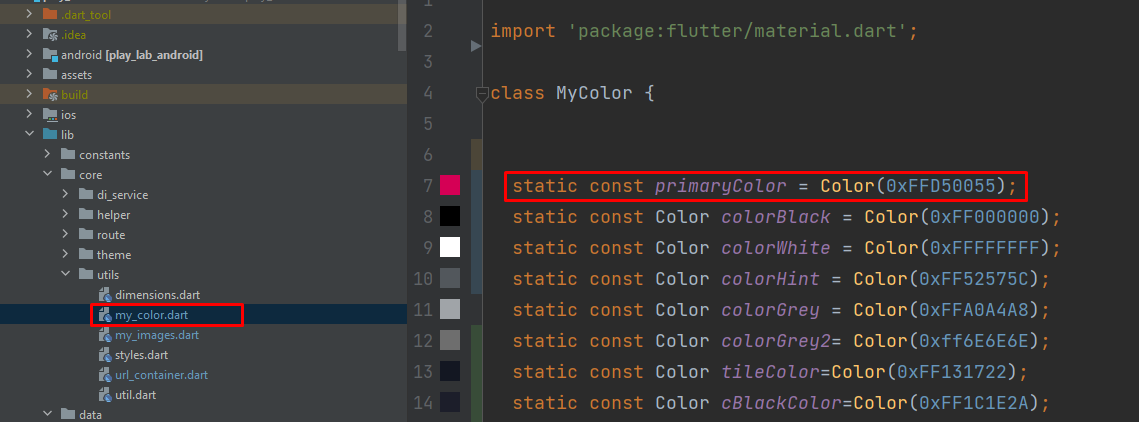 .dart_tool
.idea
android [play_lab_android]
assets
build
ios
lib
constants
core
di_service
helper
route
theme
utils
dimensions.dart
my_color.dart
my_images.dart
styles.dart
url_container.dart
util.dart
data
1
2 import 'package:flutter/material.dart';
3
4 class MyColor {
5
6
7 static const primaryColor = Color(0xFFD50055);
8 static const Color colorBlack = Color(0xFF000000);
9 static const Color colorWhite = Color(0xFFFFFFFF);
10 static const Color colorHint = Color(0xFF52575C);
11 static const Color colorGrey = Color(0xFFA0A4A8);
12 static const Color colorGrey2= Color(0xff6E6E6E);
13 static const Color tileColor=Color(0xFF131722);
14 static const Color cBlackColor=Color(0xFF1C1E2A);